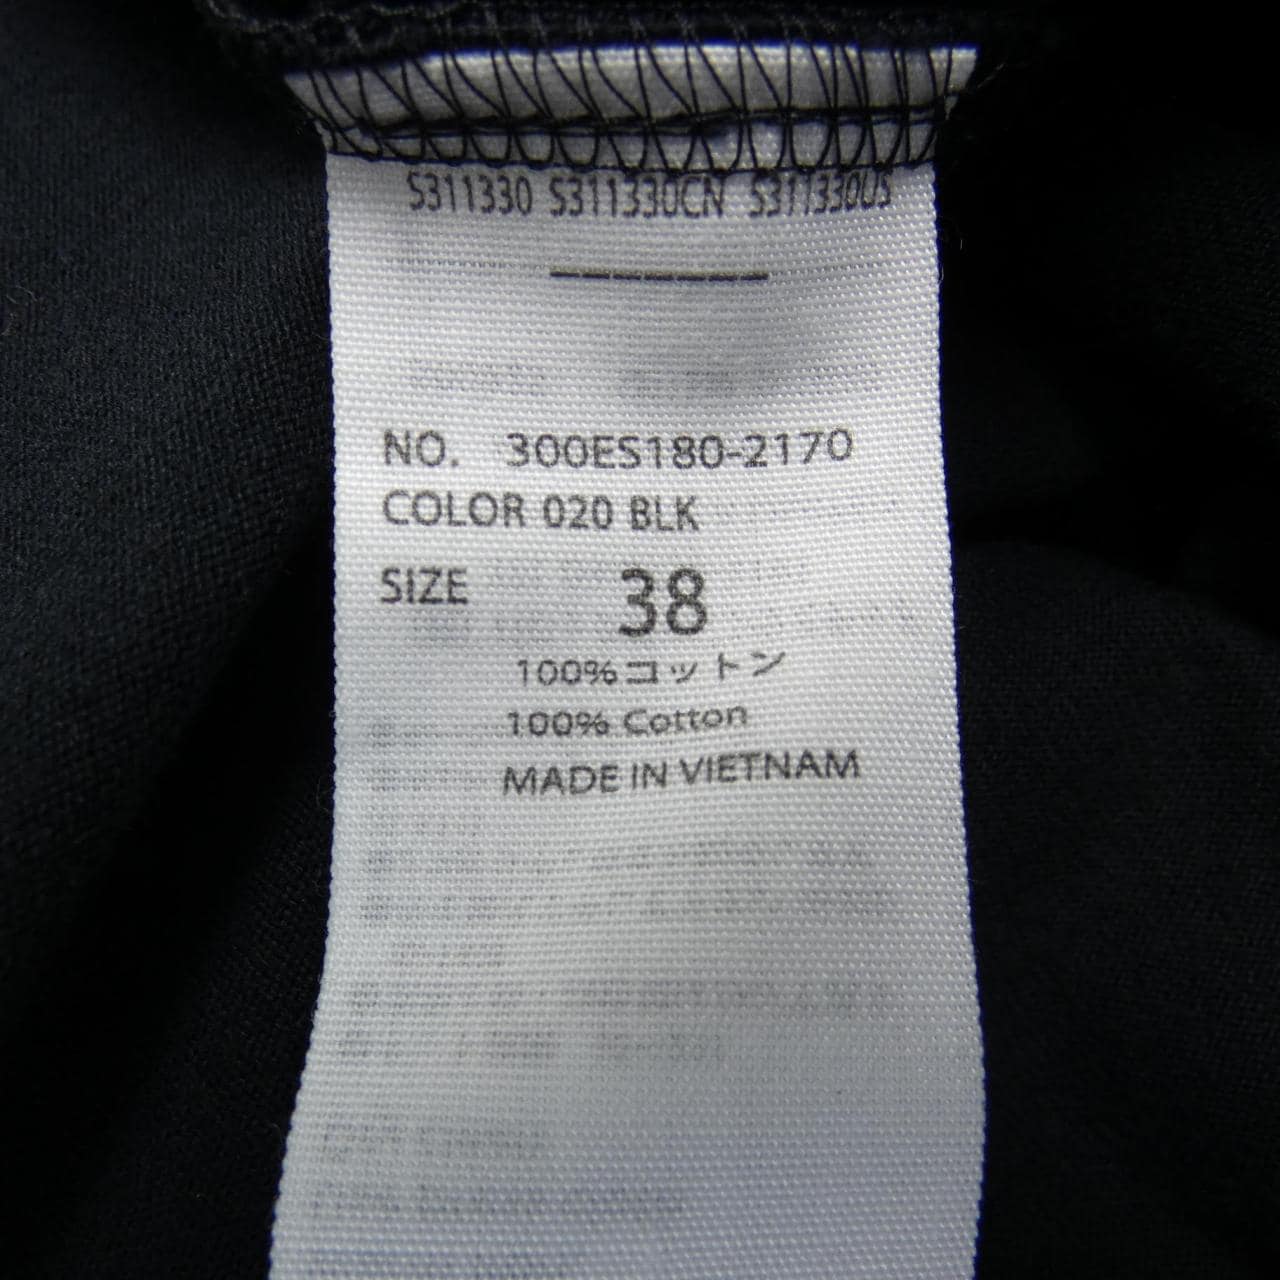 S311330 S311330CN S311330US
NO. 300ES180-2170
COLOR 020 BLK
SIZE 38
100%コットン
100% Cotton
MADE IN VIETNAM